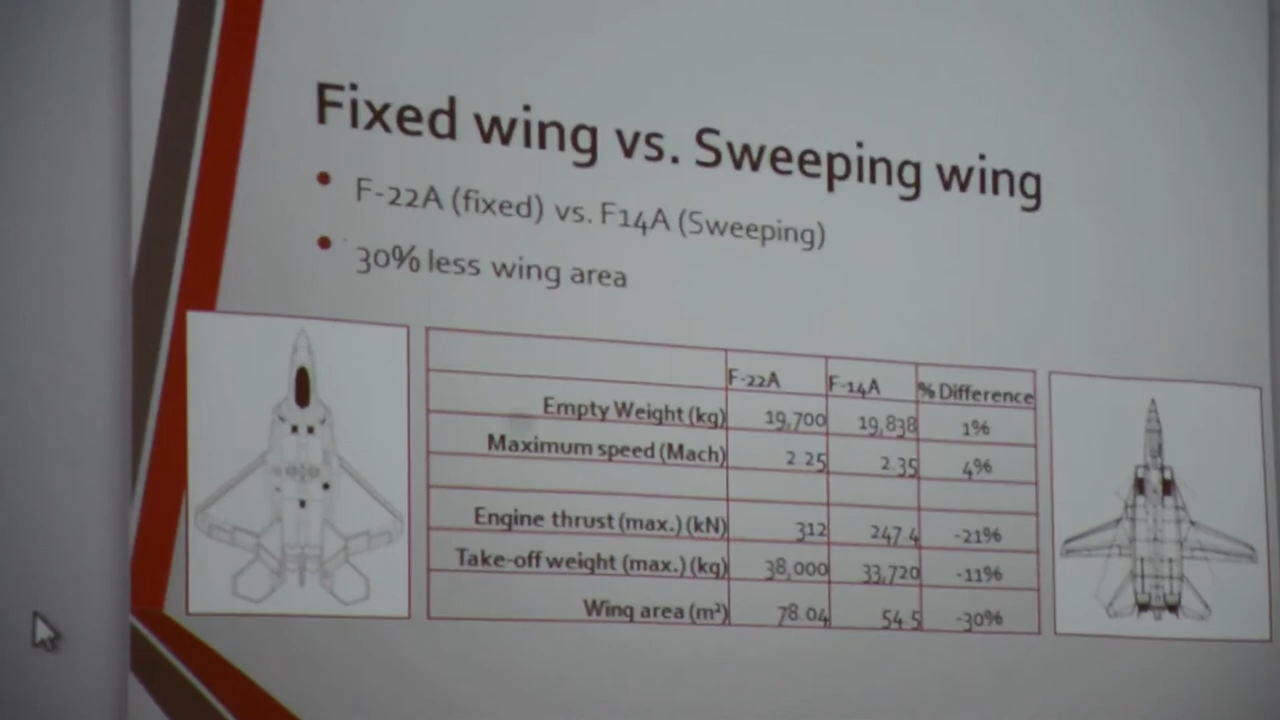 Fixed wing vs. Sweeping wing
F-22A (fixed) vs. F14A (Sweeping)
30% less wing area
F-22A F-14A % Difference
Empty Weight (kg) 19,700 19,838 1%
Maximum speed (Mach) 2.25 2.35 4%
Engine thrust (max.) (kN) 312 247.4 -21%
Take-off weight (max.) (kg) 38,000 33,720 -11%
Wing area (m²) 78.04 54.5 -30%